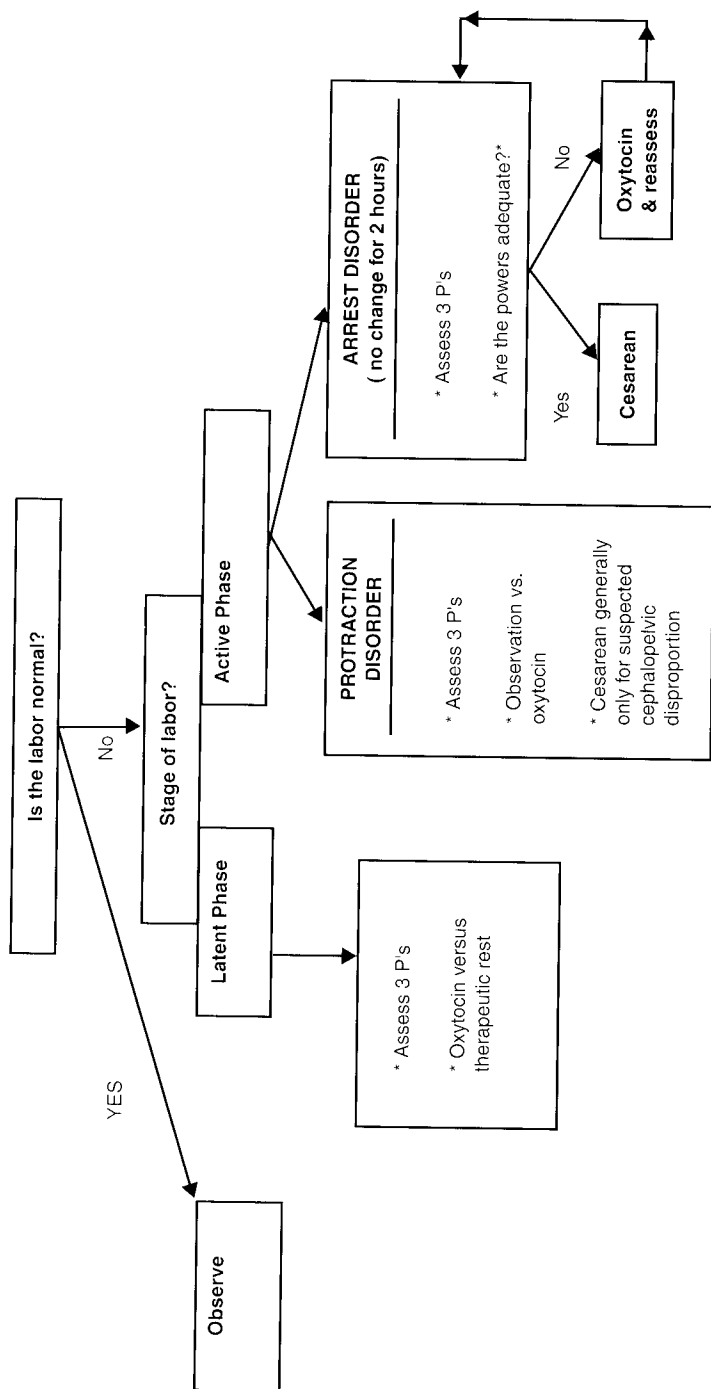 Is the labor normal?
YES
No
Observe
Stage of labor?
Latent Phase
Active Phase
* Assess 3 P's
* Oxytocin versus
therapeutic rest
PROTRACTION
DISORDER
* Assess 3 P's
* Observation vs.
oxytocin
* Cesarean generally
only for suspected
cephalopelvic
disproportion
ARREST DISORDER
( no change for 2 hours)
* Assess 3 P's
* Are the powers adequate?*
Yes
No
Cesarean
Oxytocin
& reassess